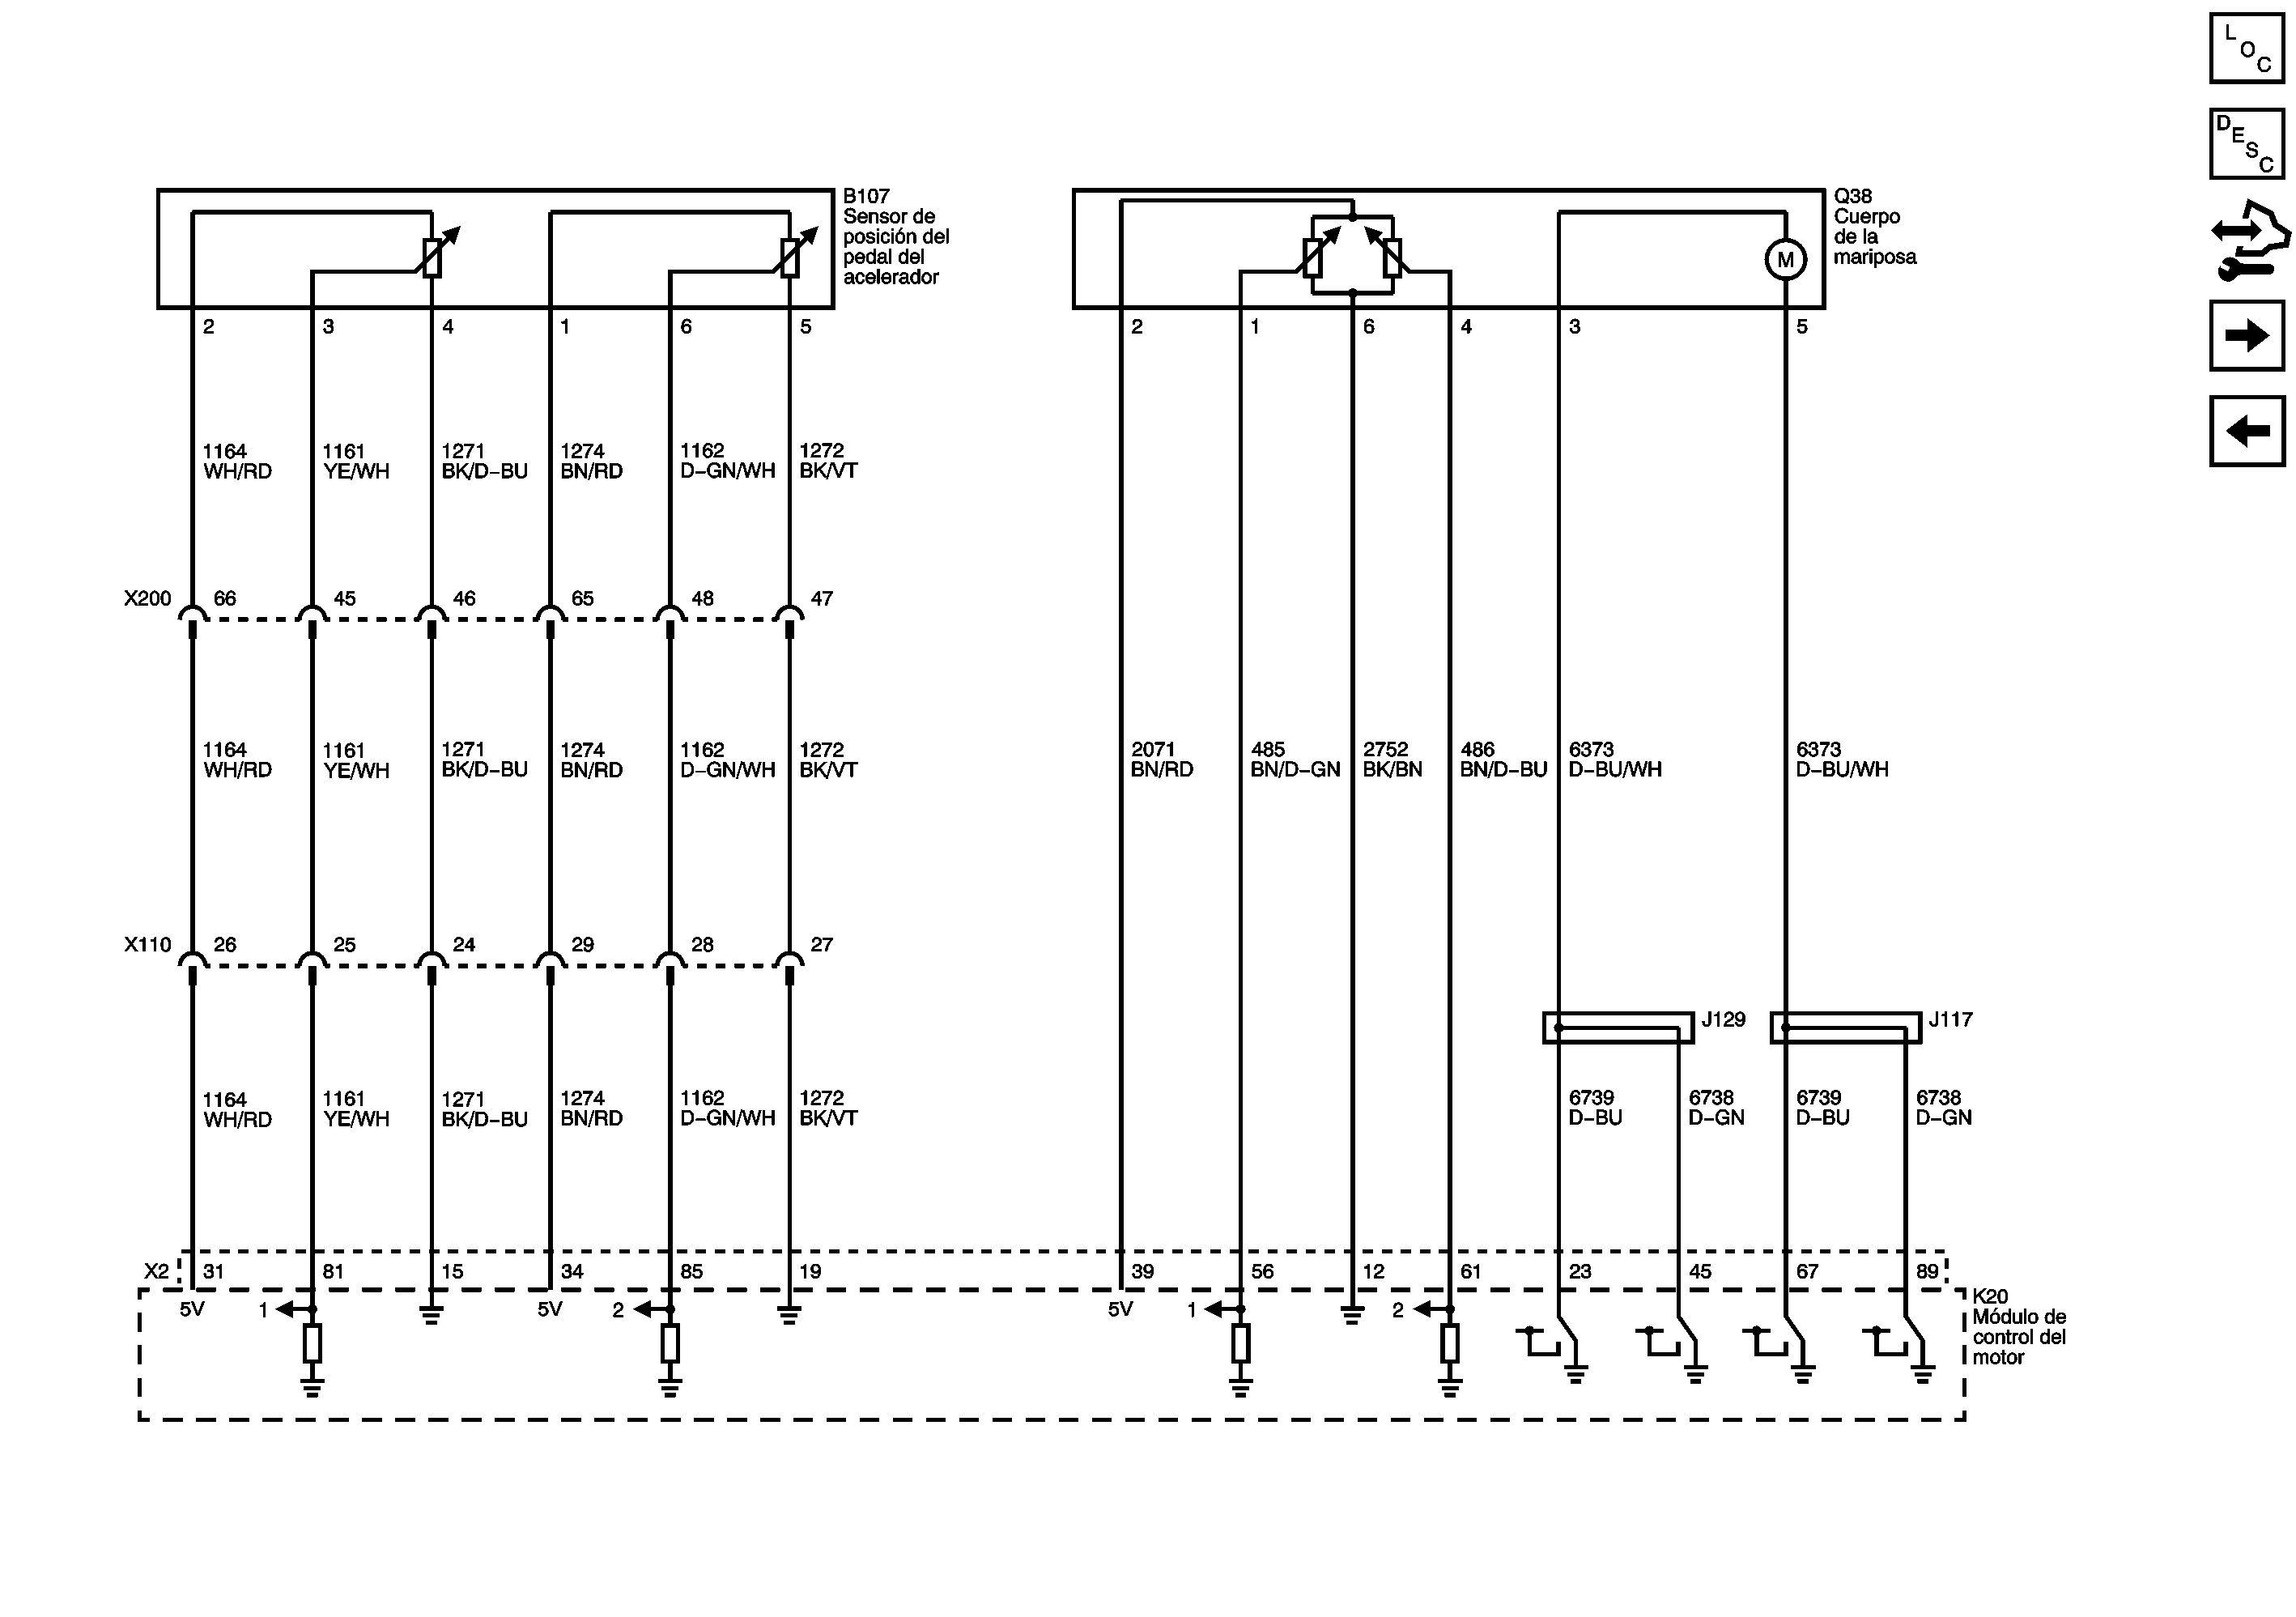 L
O
C
D
E
S
C
B107
Sensor de
posición del
pedal del
acelerador
Q38
Cuerpo
de la
mariposa
M
2 3 4 1 6 5 2 1 6 4 3 5
1164 1161 1271 1274 1162 1272
WH/RD YE/WH BK/D-BU BN/RD D-GN/WH BK/VT
X200 66 45 46 65 48 47
1164 1161 1271 1274 1162 1272 2071 485 2752 486 6373 6373
WH/RD YE/WH BK/D-BU BN/RD D-GN/WH BK/VT BN/RD BN/D-GN BK/BN BN/D-BU D-BU/WH D-BU/WH
X110 26 25 24 29 28 27
J129 J117
1164 1161 1271 1274 1162 1272 6739 6738 6739 6738
WH/RD YE/WH BK/D-BU BN/RD D-GN/WH BK/VT D-BU D-GN D-BU D-GN
X2 31 81 15 34 85 19 39 56 12 61 23 45 67 89
5V 1 5V 2 5V 1 2
K20
Módulo de
control del
motor